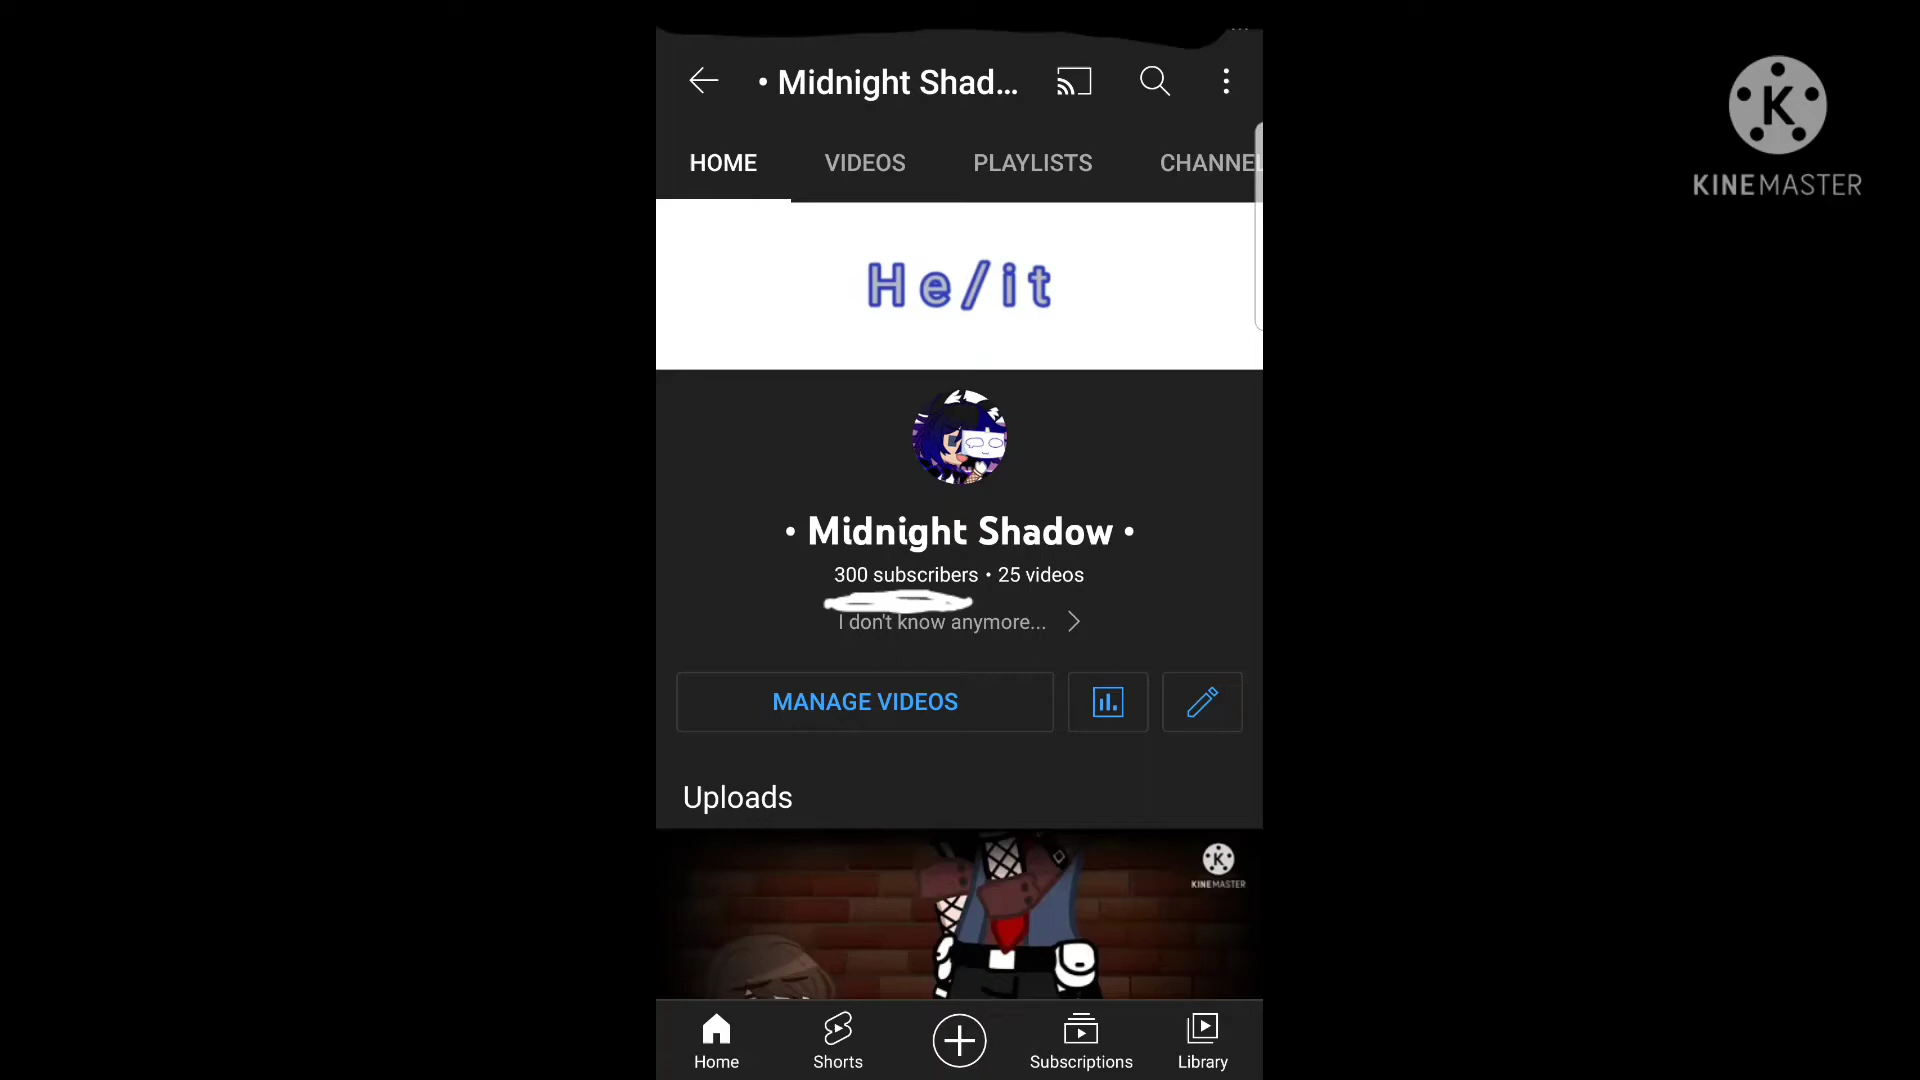 • Midnight Shad...
K
KINEMASTER
HOME VIDEOS PLAYLISTS CHANNEL
He/it
• Midnight Shadow •
300 subscribers • 25 videos
I don't know anymore...
MANAGE VIDEOS
Uploads
K
KINEMASTER
Home Shorts Subscriptions Library